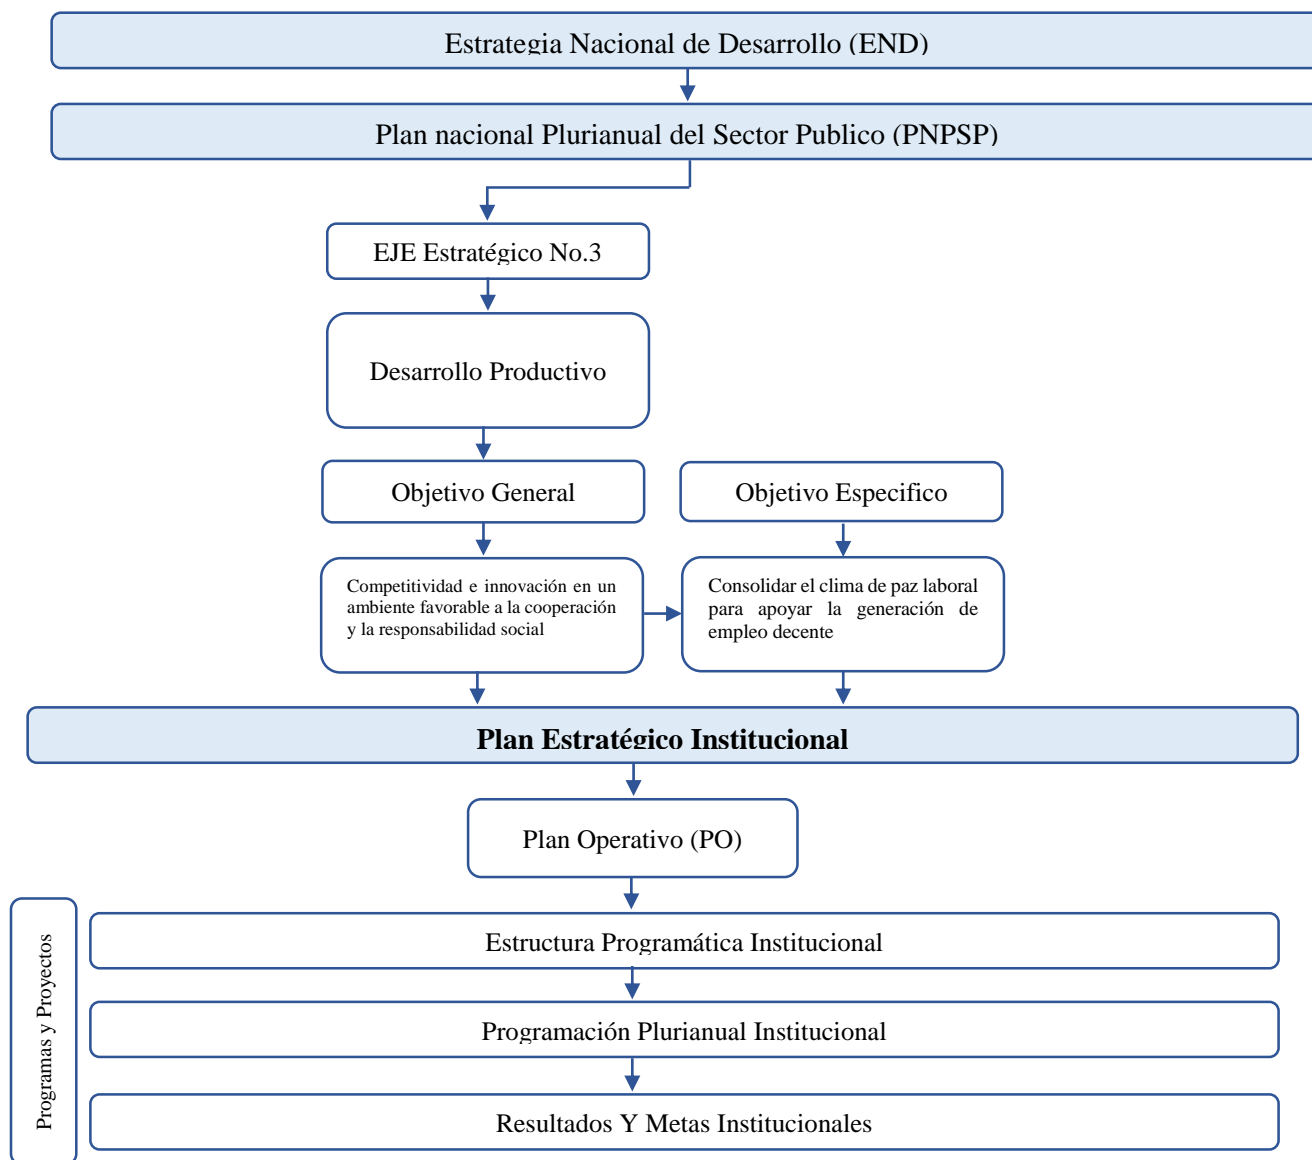 Estrategia Nacional de Desarrollo (END)
Plan nacional Plurianual del Sector Publico (PNPSP)
EJE Estratégico No.3
Desarrollo Productivo
Objetivo General
Objetivo Especifico
Competitividad e innovación en un
ambiente favorable a la cooperación
y la responsabilidad social
Consolidar el clima de paz laboral
para apoyar la generación de
empleo decente
Plan Estratégico Institucional
Plan Operativo (PO)
Programas y Proyectos
Estructura Programática Institucional
Programación Plurianual Institucional
Resultados Y Metas Institucionales